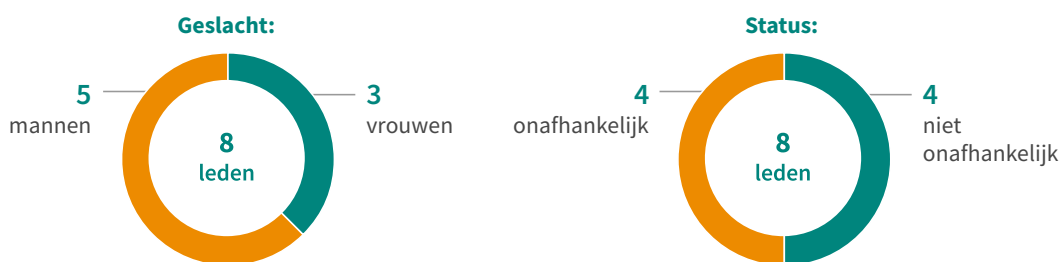 Geslacht:
5
mannen
3
vrouwen
8
leden
Status:
4
onafhankelijk
4
niet
onafhankelijk
8
leden